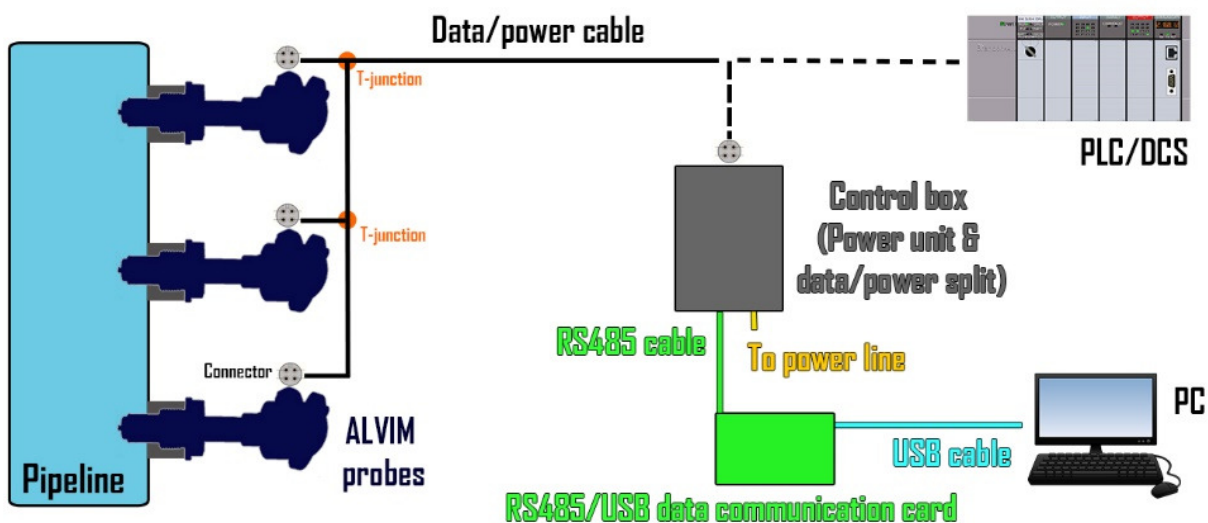 Data/power cable
T-junction
PLC/DCS
T-junction
Control box
(Power unit &
data/power split)
RS485 cable
To power line
Connector
ALVIM
probes
PC
USB cable
Pipeline
RS485/USB data communication card